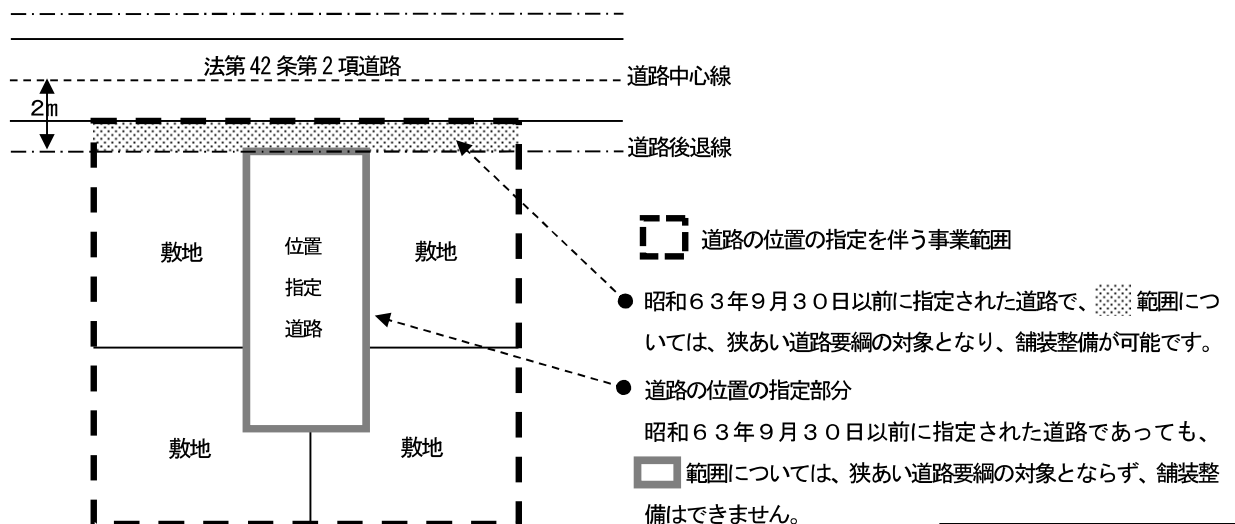 法第42条第2項道路
道路中心線
2m
道路後退線
敷地
位置
指定
道路
敷地
敷地
敷地
道路の位置の指定を伴う事業範囲
● 昭和63年9月30日以前に指定された道路で、 範囲につ
いては、狭あい道路要綱の対象となり、舗装整備が可能です。
● 道路の位置の指定部分
昭和63年9月30日以前に指定された道路であっても、
範囲については、狭あい道路要綱の対象とならず、舗装整
備はできません。